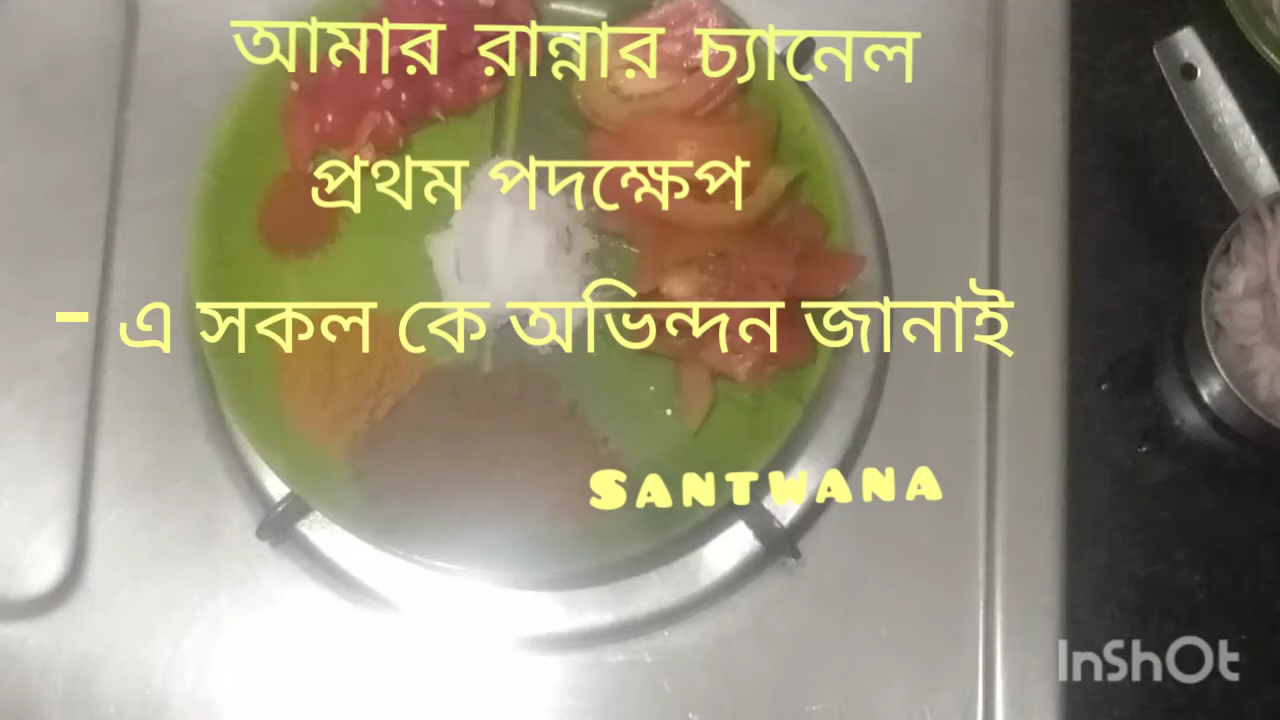 আমার রান্নার চ্যানেল
প্রথম পদক্ষেপ
- এ সকল কে অভিন্দন জানাই
SANTWANA
InShOt